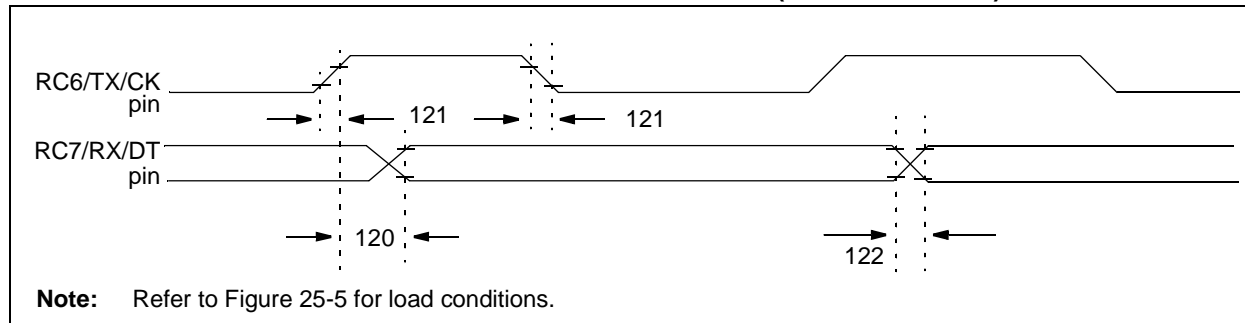 RC6/TX/CK
pin
121
121
RC7/RX/DT
pin
120
122
Note: Refer to Figure 25-5 for load conditions.